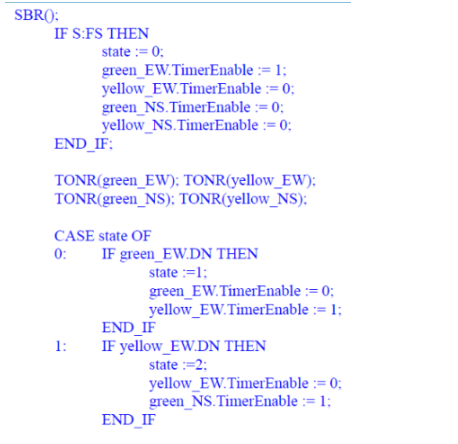 SBR();
IF S:FS THEN
state := 0;
green_EW.TimerEnable := 1;
yellow_EW.TimerEnable := 0;
green_NS.TimerEnable := 0;
yellow_NS.TimerEnable := 0;
END_IF;
TONR(green_EW); TONR(yellow_EW);
TONR(green_NS); TONR(yellow_NS);
CASE state OF
0: IF green_EW.DN THEN
state :=1;
green_EW.TimerEnable := 0;
yellow_EW.TimerEnable := 1;
END_IF
1: IF yellow_EW.DN THEN
state :=2;
yellow_EW.TimerEnable := 0;
green_NS.TimerEnable := 1;
END_IF